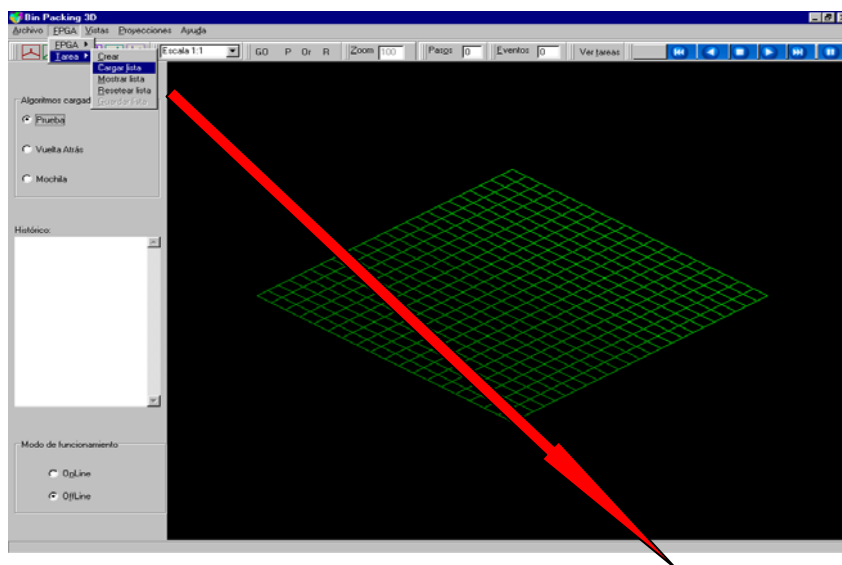 Bin Packing 3D
Archivo FPGA Vistas Proyecciones Ayuda
FPGA
Tarea
Crear
Cargar lista
Mostrar lista
Resetear lista
Guardar lista
Escala 1:1 GO P Or R Zoom 100 Pasos 0 Eventos 0 Ver tareas
Algoritmos cargad
Prueba
Vuelta Atrás
Mochila
Histórico:
Modo de funcionamiento
OnLine
OffLine